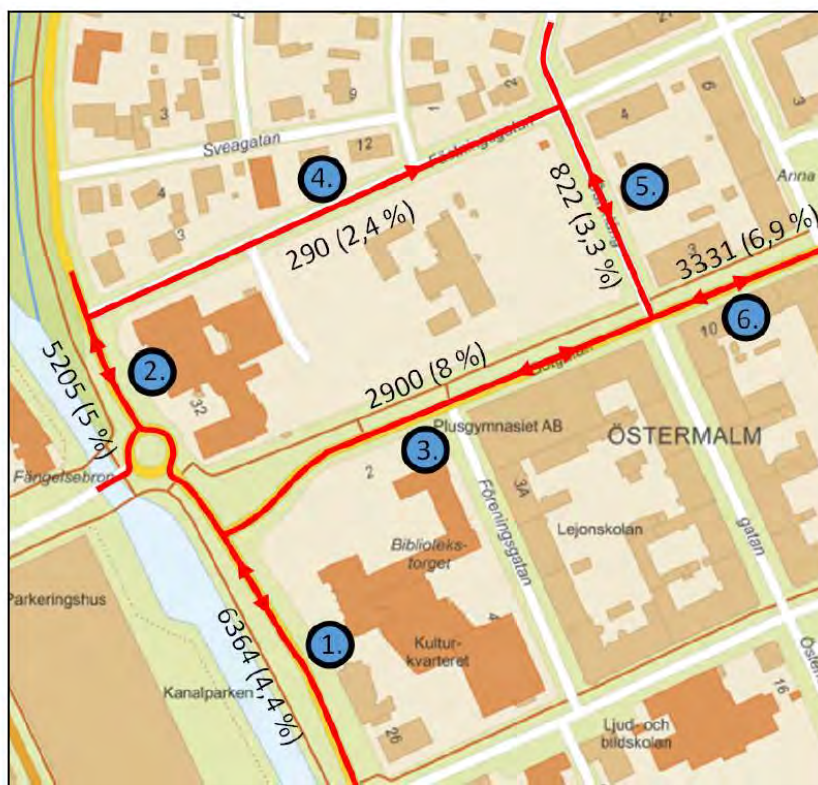 3
9
1
2
4
6
3
Sveagatan
12
4.
Fästningsgatan
822 (3,3 %)
5.
Anna
4
3
290 (2,4 %)
3331 (6,9 %)
5205 (5 %)
2.
2900 (8 %)
10
6.
32
Plusgymnasiet AB
ÖSTERMALM
Fängelsebron
3.
2
3A
Föreningsgatan
Lejonskolan
gatan
Biblioteks-
torget
Parkeringshus
6364 (4,4 %)
1.
4
Kultur-
kvarteret
Kanalparken
26
16
Ljud- och
bildskolan